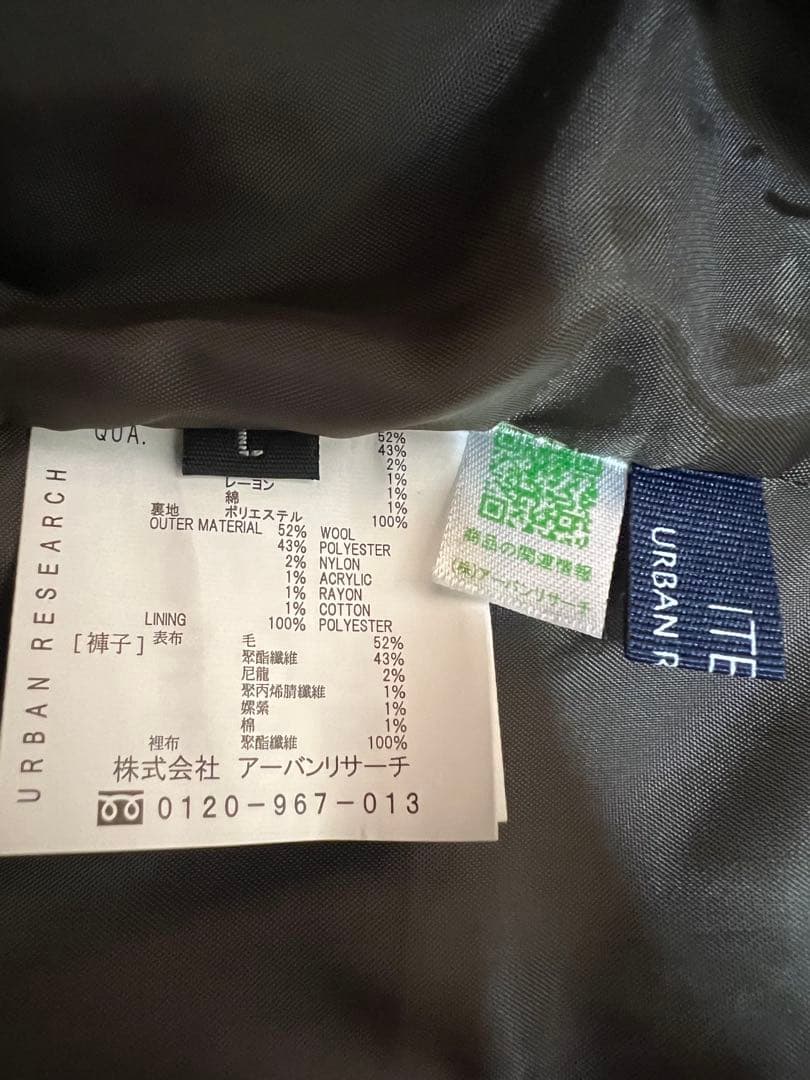 QUA.
L
52%
43%
2%
レーヨン 1%
綿 1%
1%
裏地 ポリエステル 100%
OUTER MATERIAL 52% WOOL
43% POLYESTER
2% NYLON
1% ACRYLIC
1% RAYON
1% COTTON
LINING 100% POLYESTER
[褲子] 表布 毛 52%
聚酯纖維 43%
尼龍 2%
聚丙烯腈纖維 1%
嫘縈 1%
棉 1%
裡布 聚酯纖維 100%
株式会社 アーバンリサーチ
0120-967-013
URBAN RESEARCH
商品の関連情報
(株)アーバンリサーチ
ITE
URBAN R